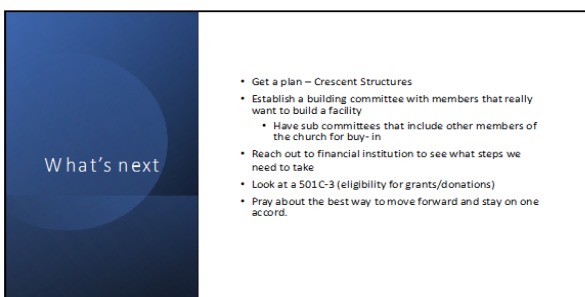 What's next
• Get a plan – Crescent Structures
• Establish a building committee with members that really
want to build a facility
• Have sub committees that include other members of
the church for buy- in
• Reach out to financial institution to see what steps we
need to take
• Look at a 501C-3 (eligibility for grants/donations)
• Pray about the best way to move forward and stay on one
accord.